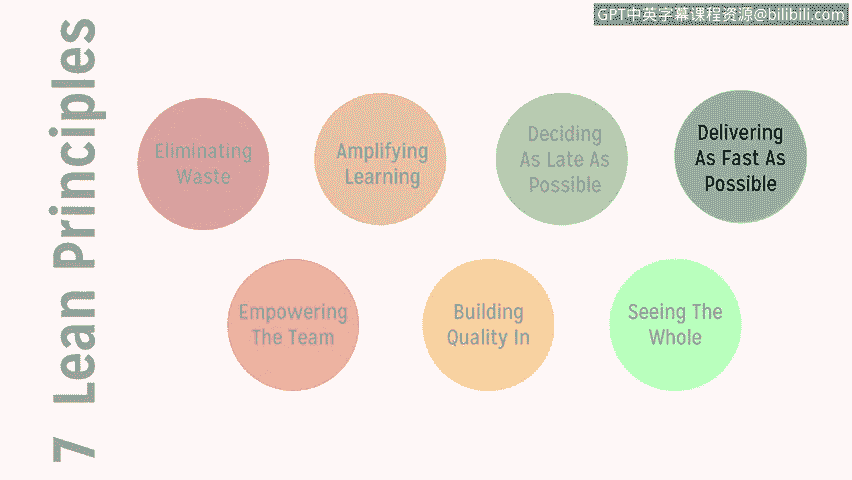 GPT中英字幕课程资源@bilibili.com
7 Lean Principles
Eliminating
Waste
Amplifying
Learning
Deciding
As Late As
Possible
Delivering
As Fast As
Possible
Empowering
The Team
Building
Quality In
Seeing The
Whole